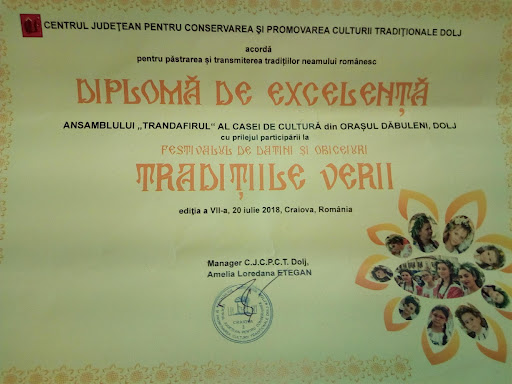 CENTRUL JUDEȚEAN PENTRU CONSERVAREA ȘI PROMOVAREA CULTURII TRADIȚIONALE DOLJ
acordă
pentru păstrarea și transmiterea tradițiilor neamului românesc
DIPLOMĂ DE EXCELENȚĂ
ANSAMBLULUI „TRANDAFIRUL" AL CASEI DE CULTURĂ din ORAȘUL DĂBULENI, DOLJ
cu prilejul participării la
FESTIVALUL DE DATINI ȘI OBICEIURI
TRADIȚIILE VERII
ediția a VII-a, 20 iulie 2018, Craiova, România
Manager C.J.C.P.C.T. Dolj,
Amelia Loredana ETEGAN